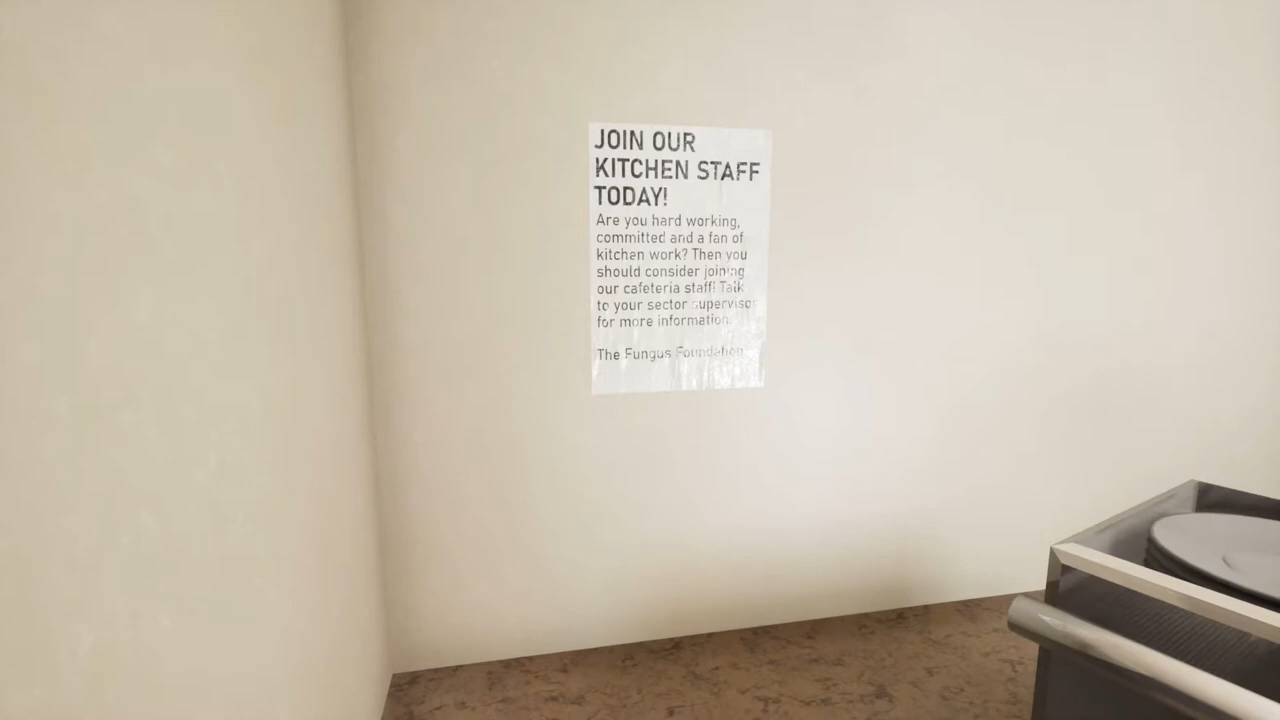 JOIN OUR
KITCHEN STAFF
TODAY!
Are you hard working,
committed and a fan of
kitchen work? Then you
should consider joining
our cafeteria staff! Talk
to your sector supervisor
for more information.
The Fungus Foundation